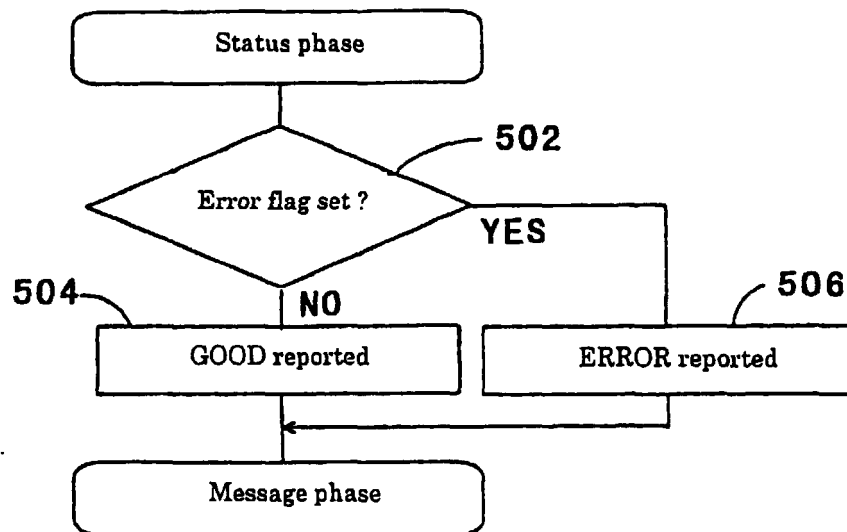 Status phase
502
Error flag set ?
YES
504
NO
506
GOOD reported
ERROR reported
Message phase